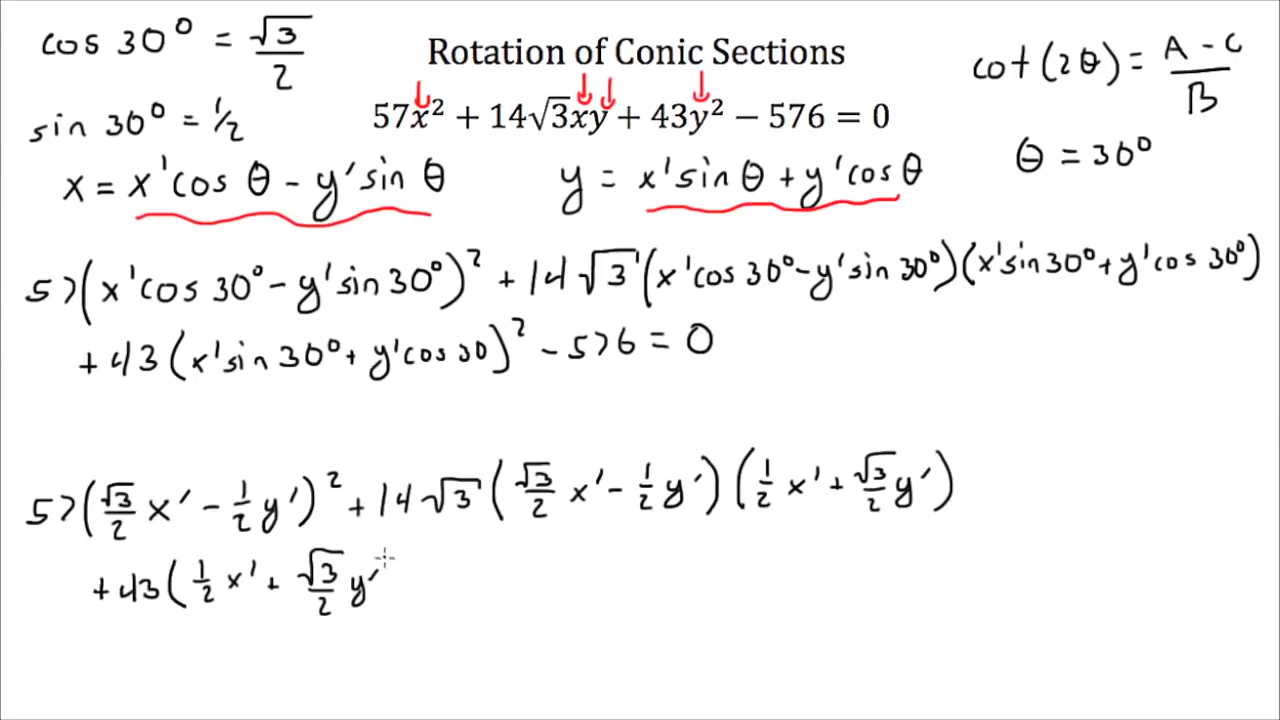 cos 30° = √3/2
Rotation of Conic Sections
cot(2θ) = A - C / B
sin 30° = 1/2
57x² + 14√3xy + 43y² − 576 = 0
θ = 30°
x = x'cos θ - y'sin θ
y = x'sin θ + y'cos θ
57(x'cos 30° - y'sin 30°)² + 14√3(x'cos 30° - y'sin 30°)(x'sin 30° + y'cos 30°)
+43(x'sin 30° + y'cos 30)² - 576 = 0
57(√3/2 x' - 1/2 y')² + 14√3(√3/2 x' - 1/2 y')(1/2 x' + √3/2 y')
+43(1/2 x' + √3/2 y'